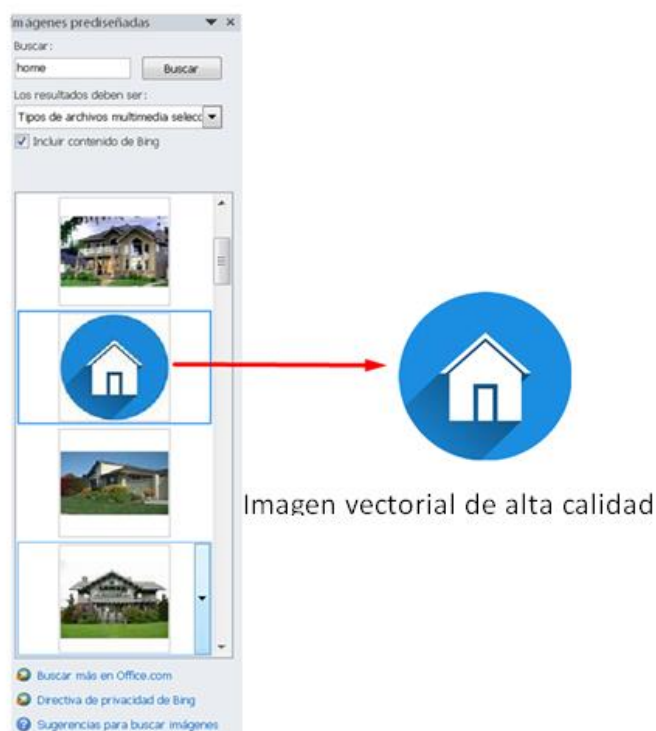 Imágenes prediseñadas
Buscar:
home
Buscar
Los resultados deben ser:
Tipos de archivos multimedia selecc
Incluir contenido de Bing
Imagen vectorial de alta calidad
Buscar más en Office.com
Directiva de privacidad de Bing
Sugerencias para buscar imágenes